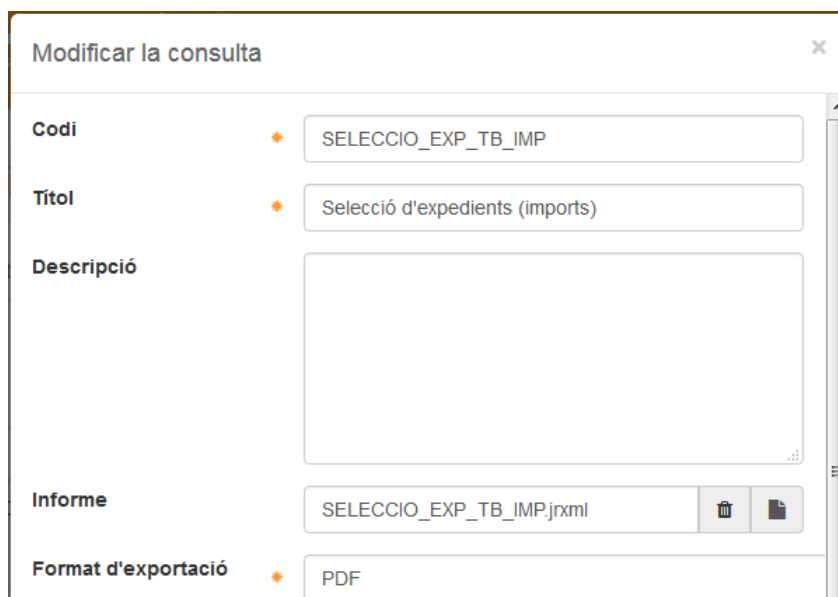 Modificar la consulta ×
Codi * SELECCIO_EXP_TB_IMP
Títol * Selecció d'expedients (imports)
Descripció
Informe SELECCIO_EXP_TB_IMP.jrxml
Format d'exportació * PDF